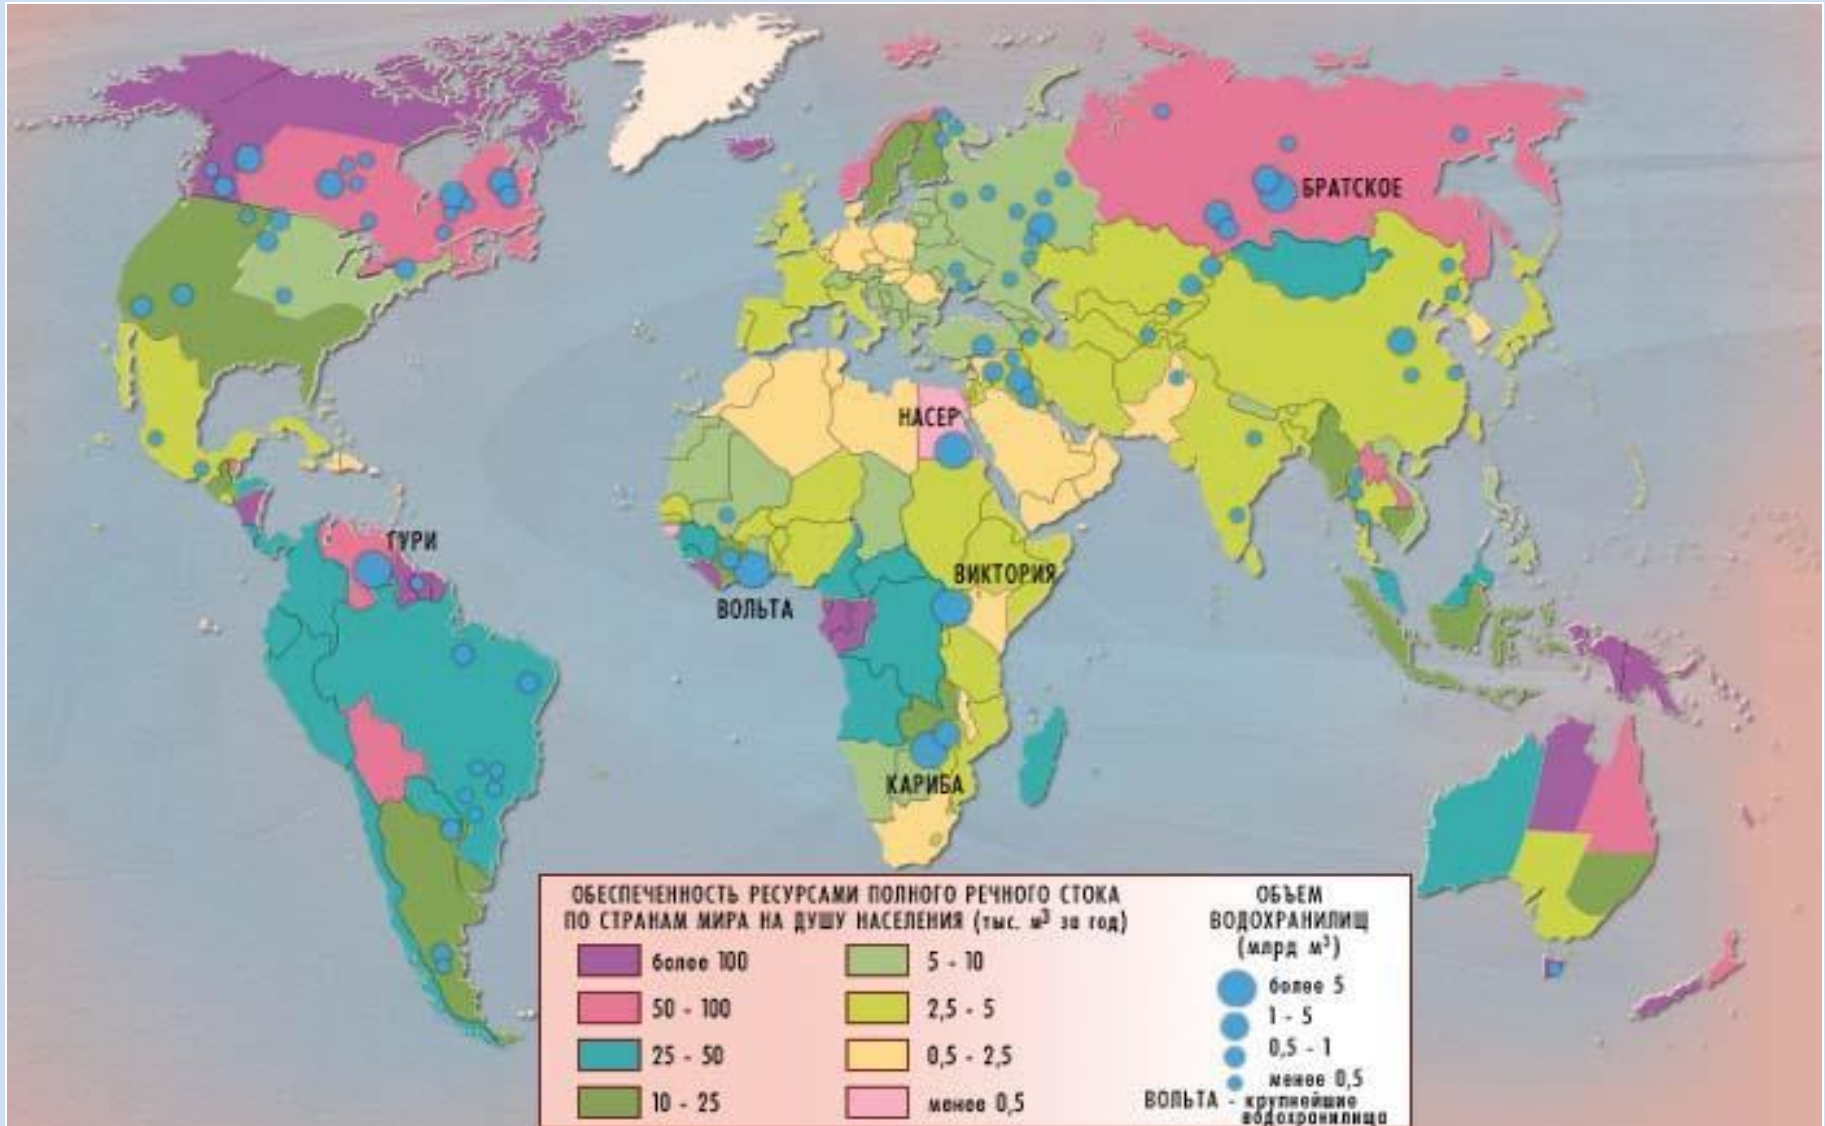 БРАТСКОЕ
НАСЕР
ГУРИ
ВИКТОРИЯ
ВОЛЬТА
КАРИБА
ОБЕСПЕЧЕННОСТЬ РЕСУРСАМИ ПОЛНОГО РЕЧНОГО СТОКА
ПО СТРАНАМ МИРА НА ДУШУ НАСЕЛЕНИЯ (тыс. м³ за год)
более 100
50 - 100
25 - 50
10 - 25
5 - 10
2,5 - 5
0,5 - 2,5
менее 0,5
ОБЪЕМ
ВОДОХРАНИЛИЩ
(млрд м³)
более 5
1 - 5
0,5 - 1
менее 0,5
ВОЛЬТА - крупнейшие
водохранилища